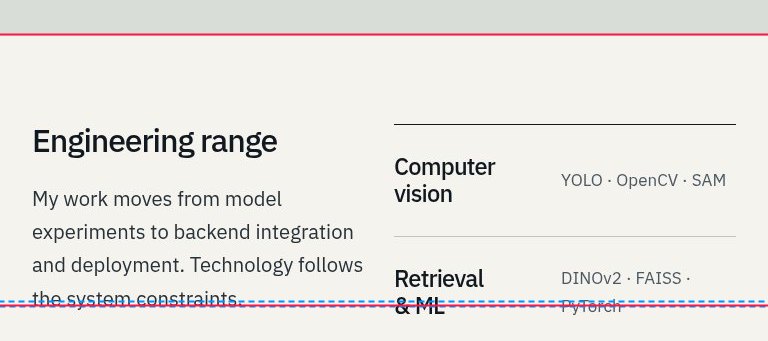 Engineering range
My work moves from model
experiments to backend integration
and deployment. Technology follows
the system constraints.
Computer
vision
YOLO · OpenCV · SAM
Retrieval
& ML
DINOv2 · FAISS ·
PyTorch